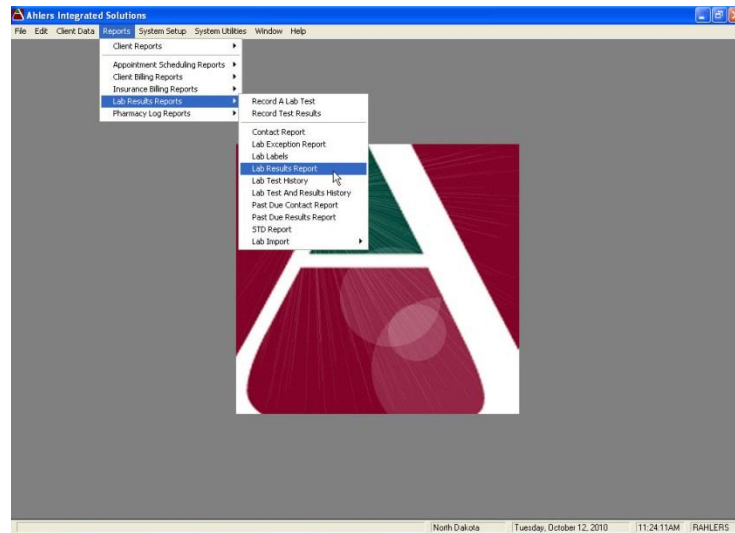 Ahlers Integrated Solutions
File Edit Client Data Reports System Setup System Utilities Window Help
Client Reports
Appointment Scheduling Reports
Client Billing Reports
Insurance Billing Reports
Lab Results Reports
Pharmacy Log Reports
Record A Lab Test
Record Test Results
Contact Report
Lab Exception Report
Lab Labels
Lab Results Report
Lab Test History
Lab Test And Results History
Past Due Contact Report
Past Due Results Report
STD Report
Lab Import
North Dakota Tuesday, October 12, 2010 11:24:11AM RAHLERS